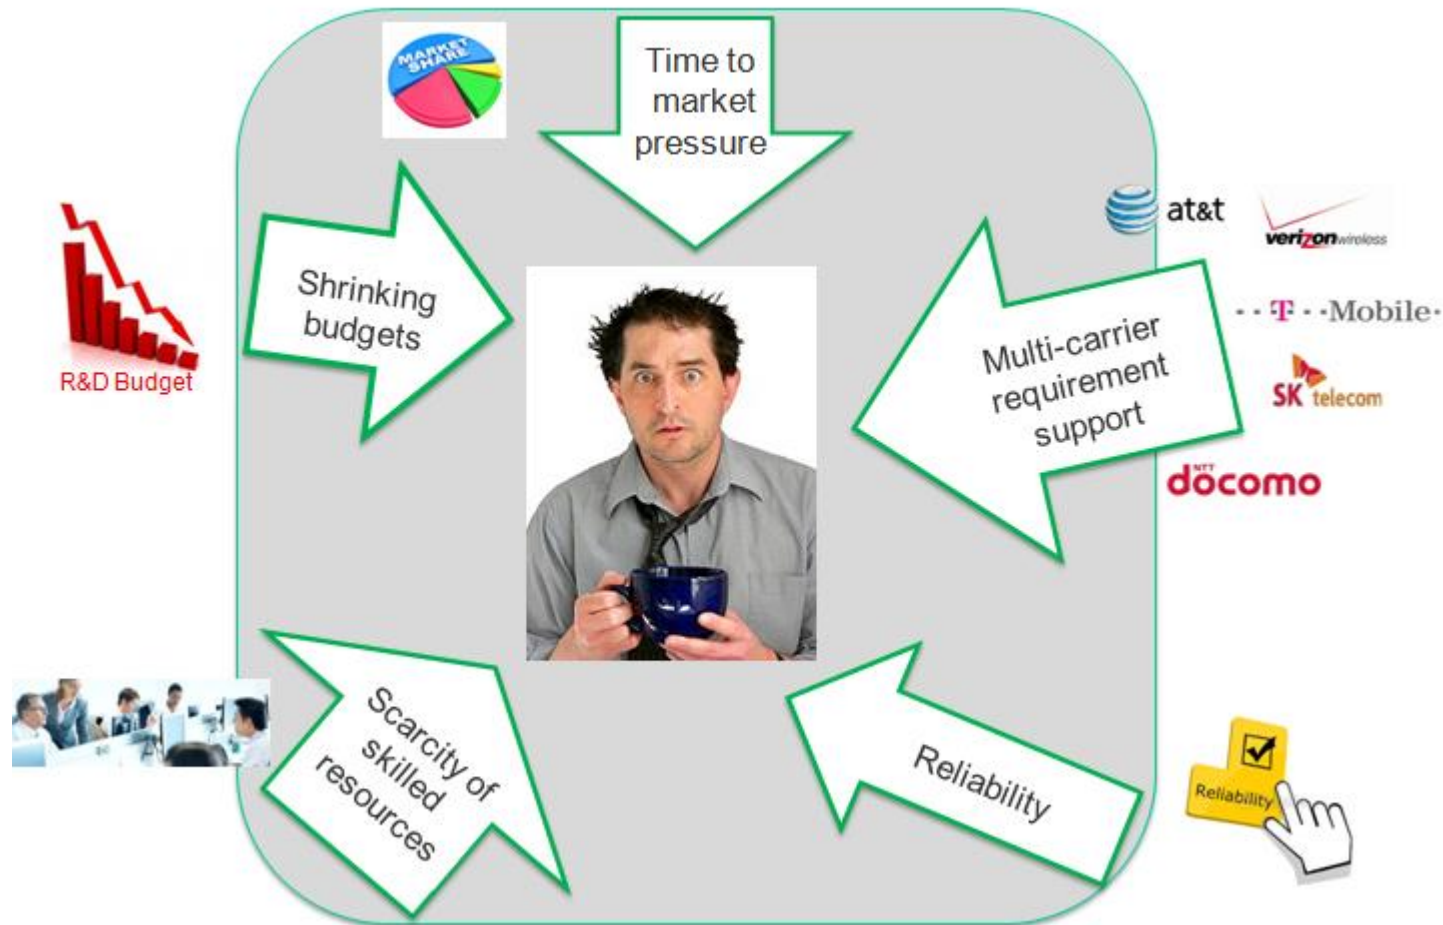 MARKET
SHARE
Time to
market
pressure
Shrinking
budgets
R&D Budget
at&t
verizon wireless
T Mobile
SK telecom
NTT
döcomo
Multi-carrier
requirement
support
Scarcity of
skilled
resources
Reliability
Reliability